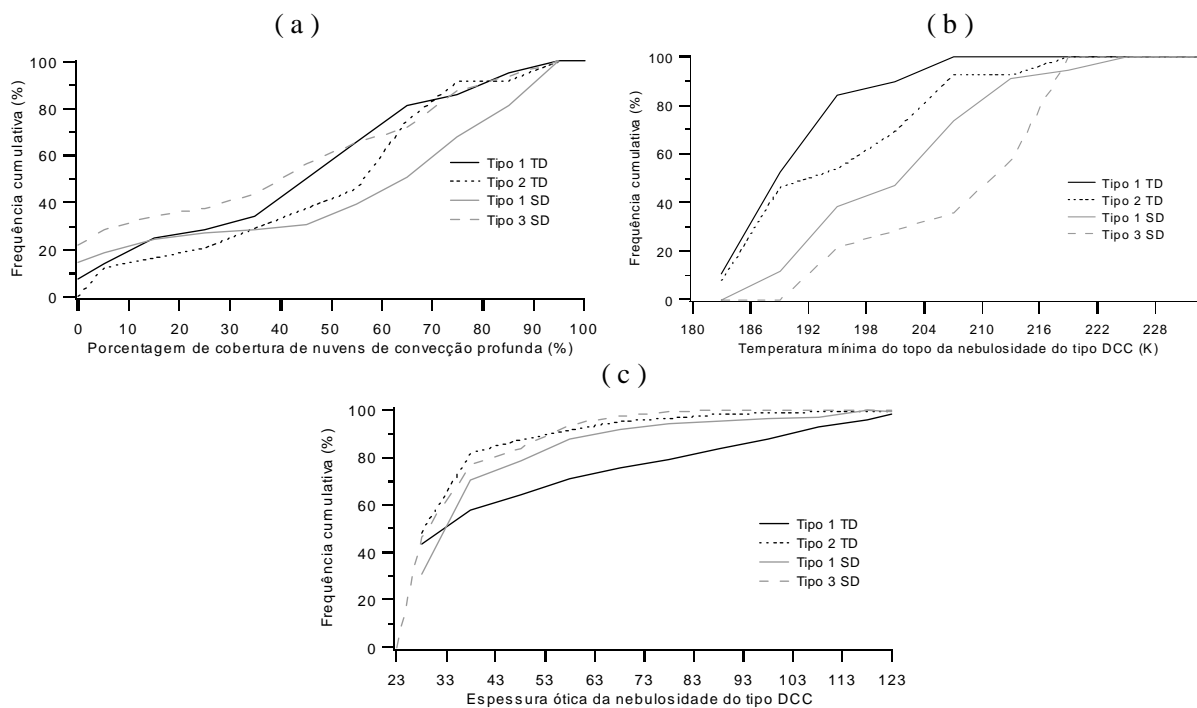 ( a )
Frequência cumulativa (%)
100
80
60
40
20
0
Tipo 1 TD
Tipo 2 TD
Tipo 1 SD
Tipo 3 SD
0 10 20 30 40 50 60 70 80 90 100
Porcentagem de cobertura de nuvens de convecção profunda (%)
( b )
Frequência cumulativa (%)
100
80
60
40
20
0
Tipo 1 TD
Tipo 2 TD
Tipo 1 SD
Tipo 3 SD
180 186 192 198 204 210 216 222 228
Temperatura mínima do topo da nebulosidade do tipo DCC (K)
( c )
Frequência cumulativa (%)
100
80
60
40
20
0
Tipo 1 TD
Tipo 2 TD
Tipo 1 SD
Tipo 3 SD
23 33 43 53 63 73 83 93 103 113 123
Espessura ótica da nebulosidade do tipo DCC